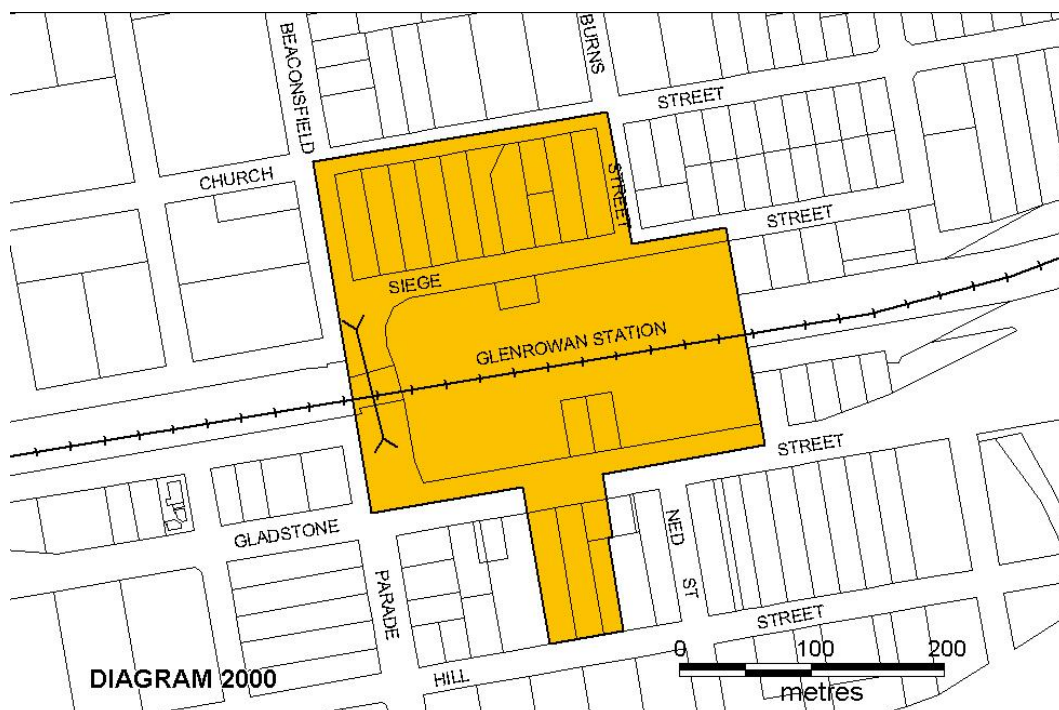 BEACONSFIELD
BURNS
STREET
CHURCH
STREET
STREET
SIEGE
GLENROWAN STATION
STREET
GLADSTONE
NED
ST
PARADE
STREET
HILL
0 100 200
metres
DIAGRAM 2000